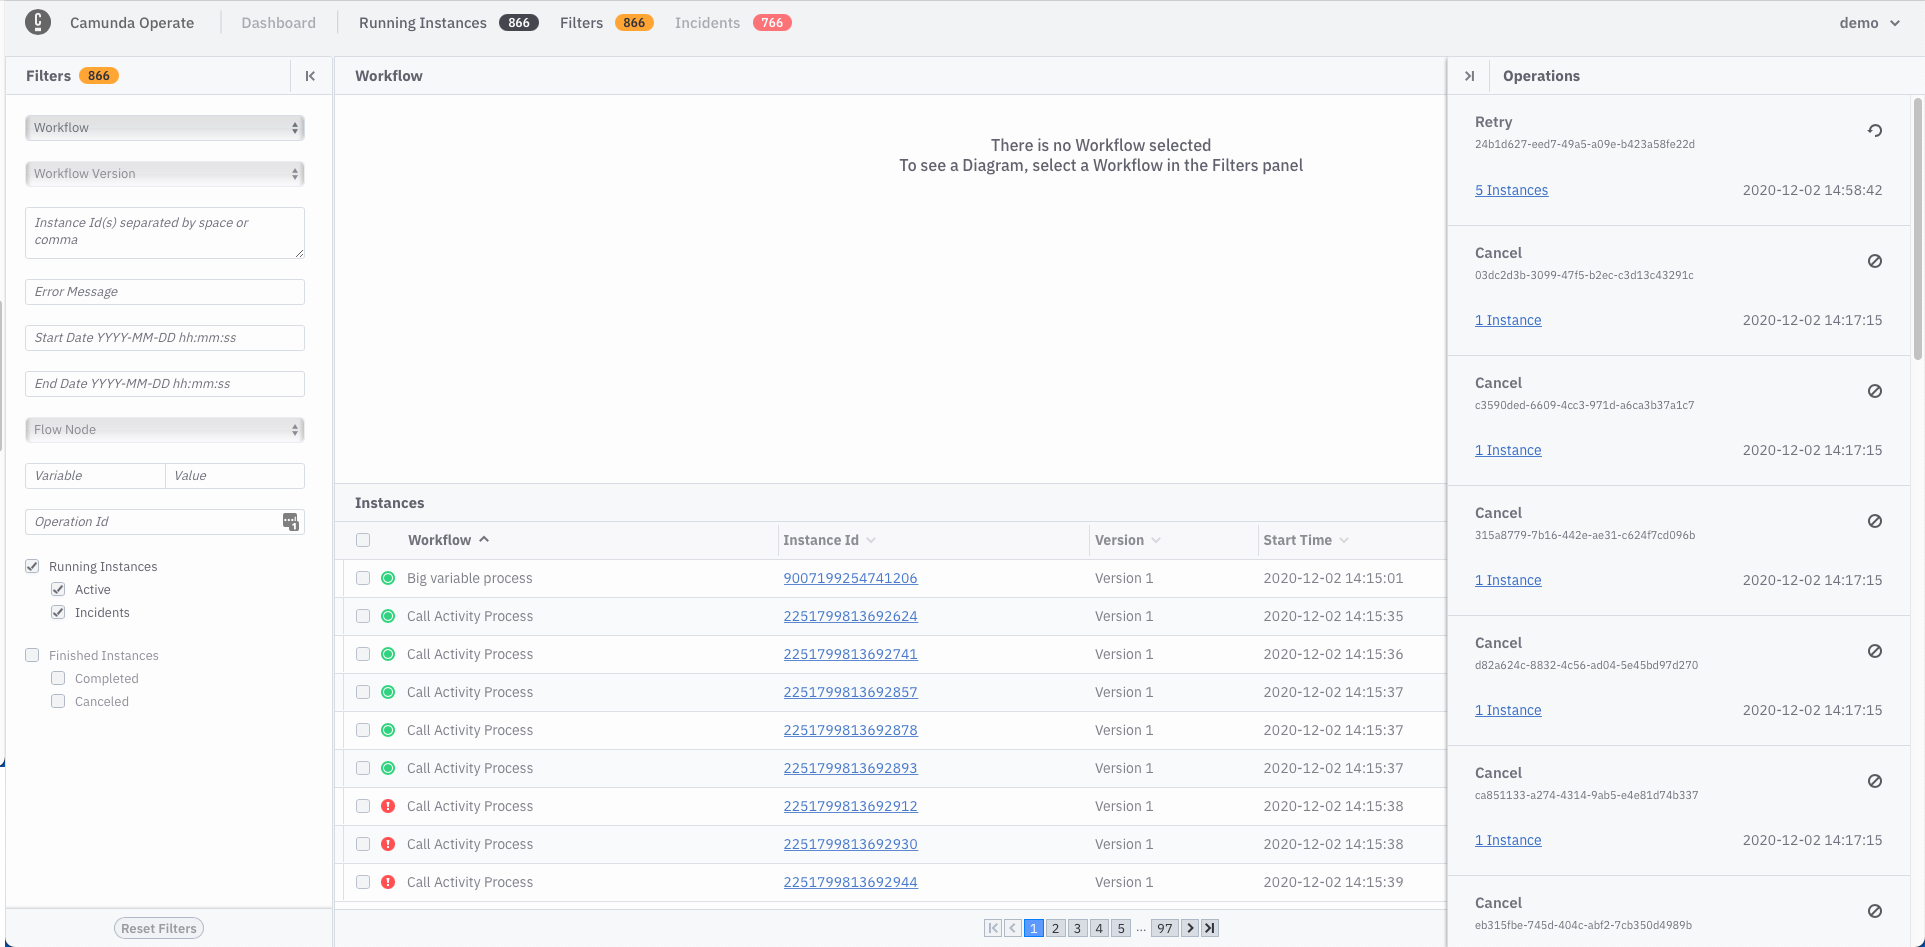 Camunda Operate
Dashboard
Running Instances 866
Filters 866
Incidents 766
demo
Filters 866
Workflow
Workflow Version
Instance Id(s) separated by space or
comma
Error Message
Start Date YYYY-MM-DD hh:mm:ss
End Date YYYY-MM-DD hh:mm:ss
Flow Node
Variable Value
Operation Id
Running Instances
Active
Incidents
Finished Instances
Completed
Canceled
Reset Filters
Workflow
There is no Workflow selected
To see a Diagram, select a Workflow in the Filters panel
Instances
Workflow Instance Id Version Start Time
Big variable process 9007199254741206 Version 1 2020-12-02 14:15:01
Call Activity Process 2251799813692624 Version 1 2020-12-02 14:15:35
Call Activity Process 2251799813692741 Version 1 2020-12-02 14:15:36
Call Activity Process 2251799813692857 Version 1 2020-12-02 14:15:37
Call Activity Process 2251799813692878 Version 1 2020-12-02 14:15:37
Call Activity Process 2251799813692893 Version 1 2020-12-02 14:15:37
Call Activity Process 2251799813692912 Version 1 2020-12-02 14:15:38
Call Activity Process 2251799813692930 Version 1 2020-12-02 14:15:38
Call Activity Process 2251799813692944 Version 1 2020-12-02 14:15:39
1 2 3 4 5 ... 97
Operations
Retry
24b1d627-eed7-49a5-a09e-b423a58fe22d
5 Instances 2020-12-02 14:58:42
Cancel
03dc2d3b-3099-47f5-b2ec-c3d13c43291c
1 Instance 2020-12-02 14:17:15
Cancel
c3590ded-6609-4cc3-971d-a6ca3b37a1c7
1 Instance 2020-12-02 14:17:15
Cancel
315a8779-7b16-442e-ae31-c624f7cd096b
1 Instance 2020-12-02 14:17:15
Cancel
d82a624c-8832-4c56-ad04-5e45bd97d270
1 Instance 2020-12-02 14:17:15
Cancel
ca851133-a274-4314-9ab5-e4e81d74b337
1 Instance 2020-12-02 14:17:15
Cancel
eb315fbe-745d-404c-abf2-7cb350d4989b